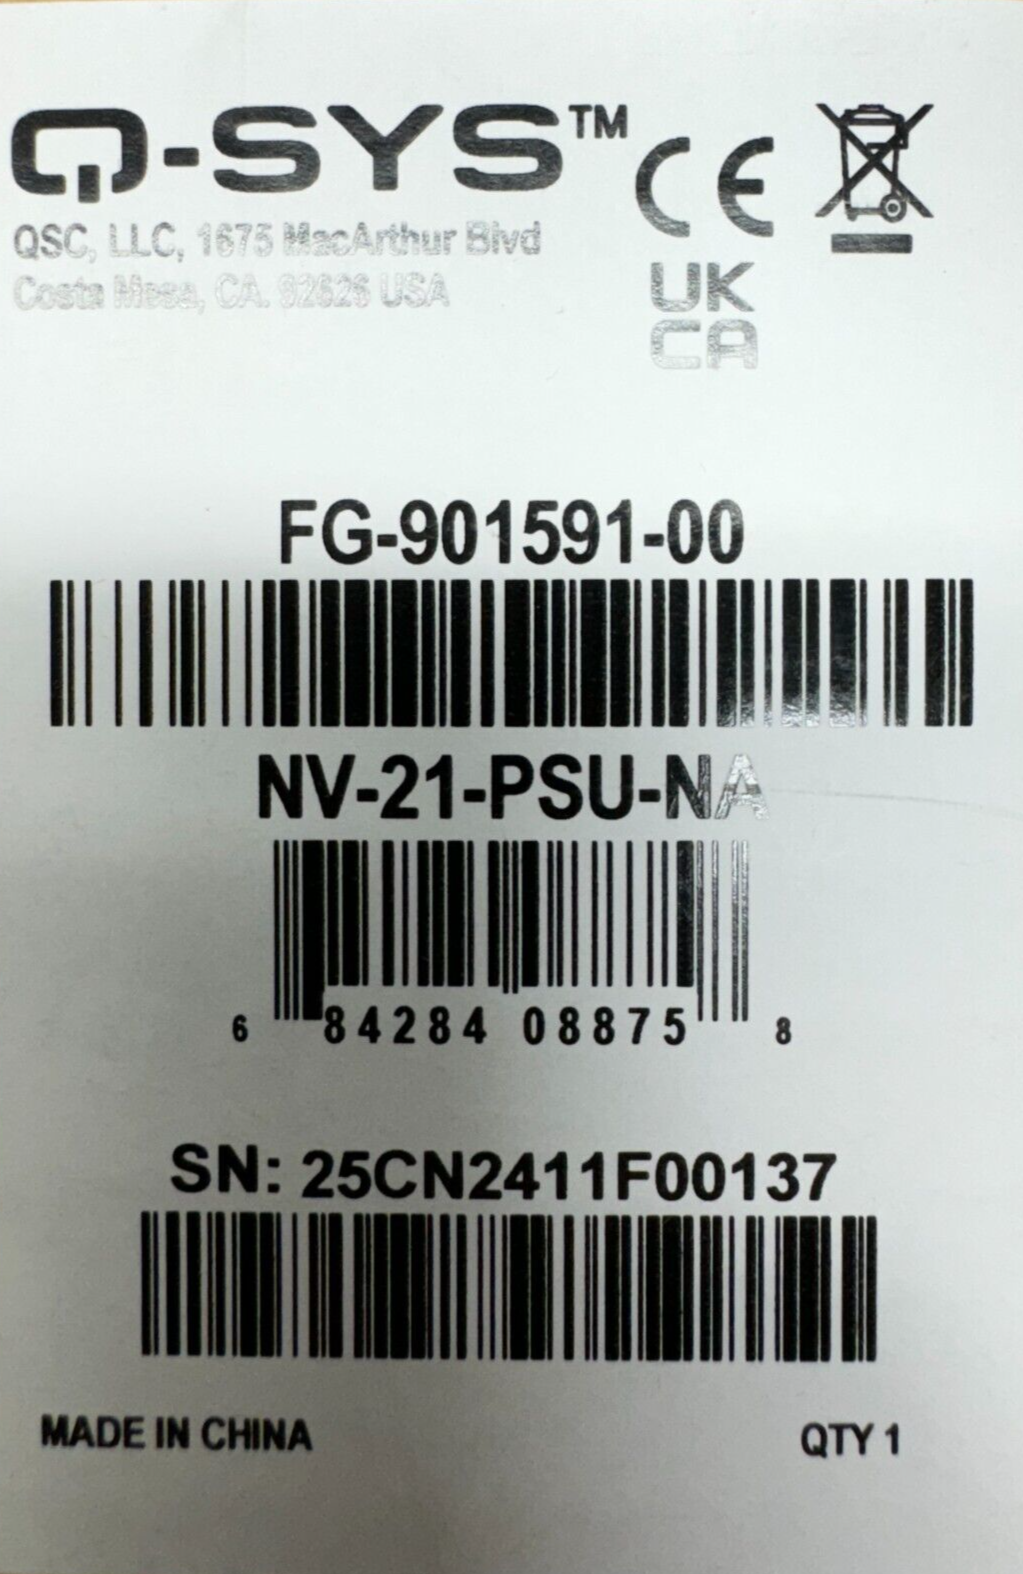 Q-SYS™
QSC, LLC, 1675 MacArthur Blvd
Costa Mesa, CA. 92626 USA
CE
UK
CA
FG-901591-00
NV-21-PSU-NA
6 84284 08875 8
SN: 25CN2411F00137
MADE IN CHINA
QTY 1